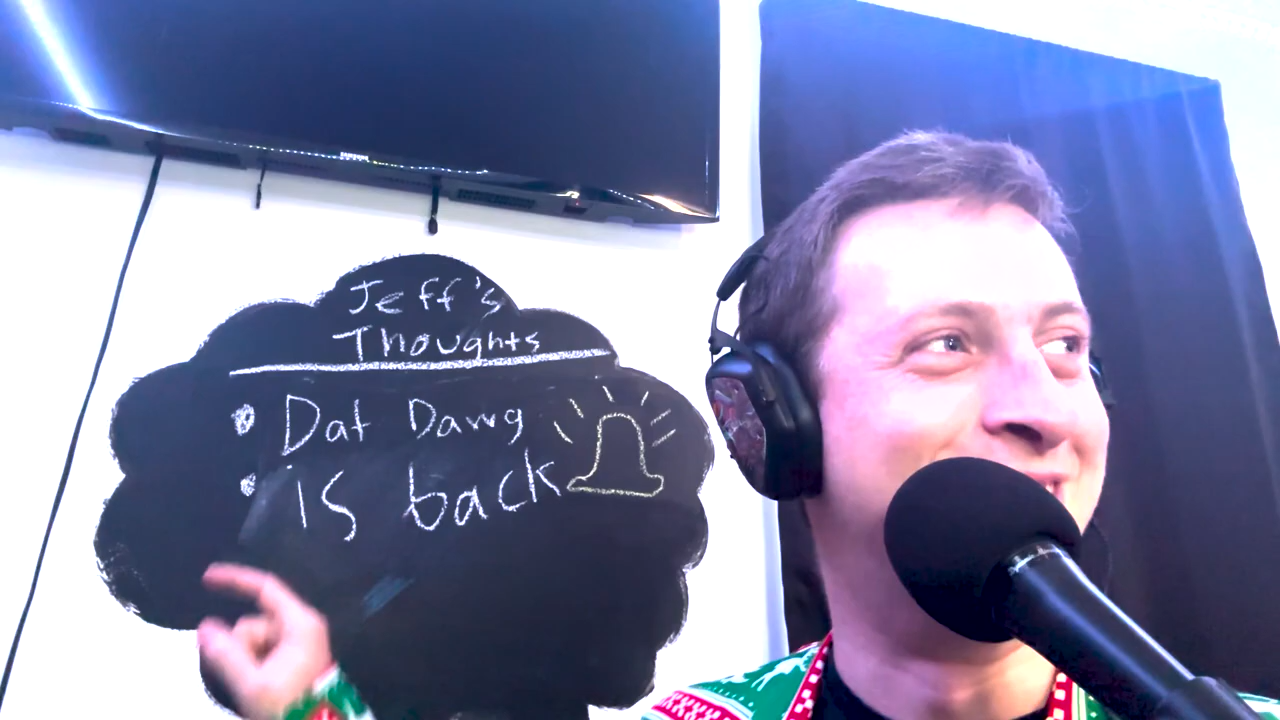 Jeff's
Thoughts
• Dat Dawg
• is back